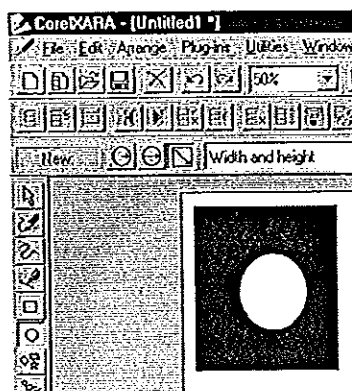 CorelXARA - [Untitled1 *]
File Edit Arrange Plug-ins Utilities Window
50%
New Width and height